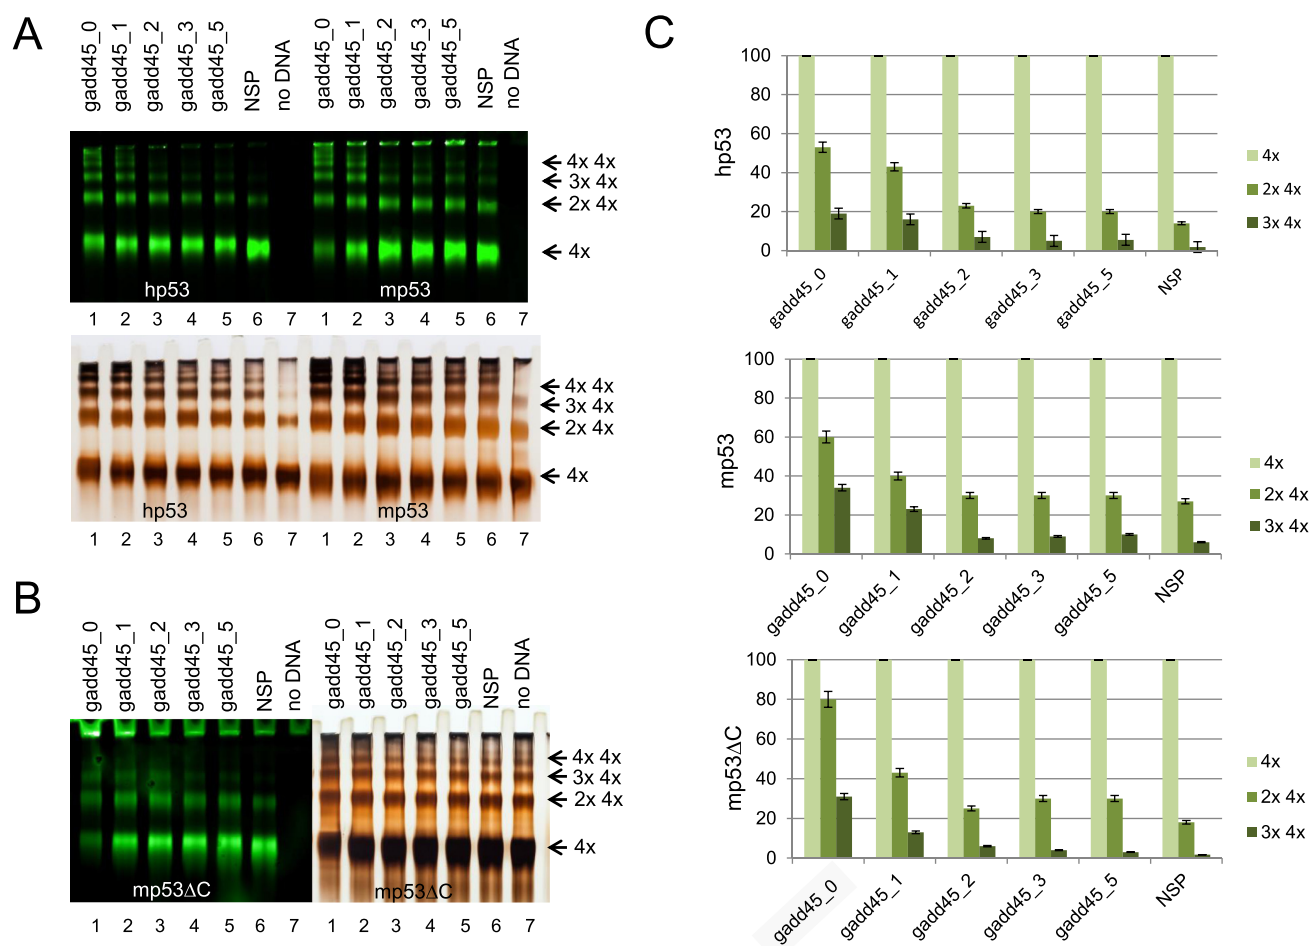 A
gadd45_0
gadd45_1
gadd45_2
gadd45_3
gadd45_5
NSP
no DNA
gadd45_0
gadd45_1
gadd45_2
gadd45_3
gadd45_5
NSP
no DNA
4x 4x
3x 4x
2x 4x
4x
hp53
mp53
1 2 3 4 5 6 7 1 2 3 4 5 6 7
4x 4x
3x 4x
2x 4x
4x
hp53
mp53
1 2 3 4 5 6 7 1 2 3 4 5 6 7
B
gadd45_0
gadd45_1
gadd45_2
gadd45_3
gadd45_5
NSP
no DNA
gadd45_0
gadd45_1
gadd45_2
gadd45_3
gadd45_5
NSP
no DNA
4x 4x
3x 4x
2x 4x
4x
mp53ΔC
mp53ΔC
1 2 3 4 5 6 7 1 2 3 4 5 6 7
C
hp53
100
80
60
40
20
0
gadd45_0
gadd45_1
gadd45_2
gadd45_3
gadd45_5
NSP
4x
2x 4x
3x 4x
mp53
100
80
60
40
20
0
gadd45_0
gadd45_1
gadd45_2
gadd45_3
gadd45_5
NSP
4x
2x 4x
3x 4x
mp53ΔC
100
80
60
40
20
0
gadd45_0
gadd45_1
gadd45_2
gadd45_3
gadd45_5
NSP
4x
2x 4x
3x 4x